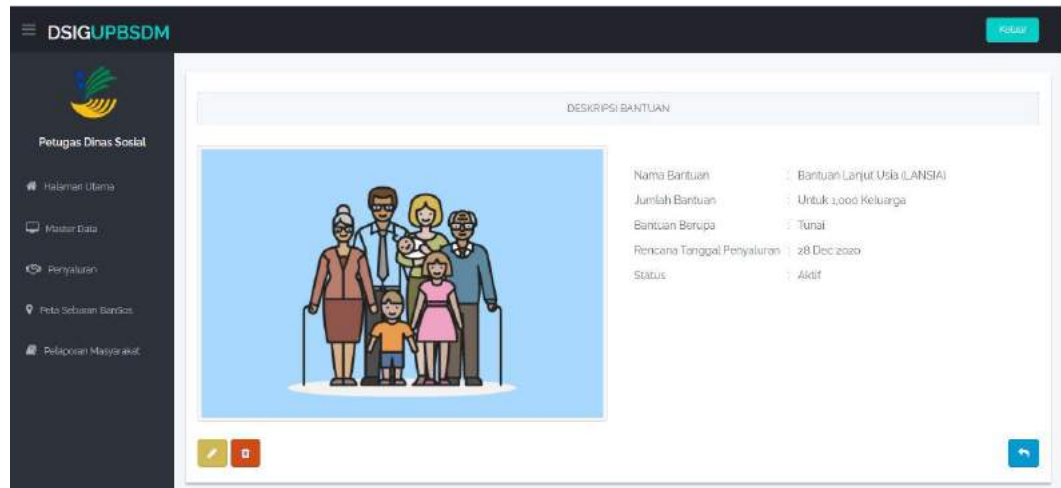 DSIGUPBSDM
Keluar
Petugas Dinas Sosial
Halaman Utama
Master Data
Penyaluran
Peta Sebaran BanSos
Pelaporan Masyarakat
DESKRIPSI BANTUAN
Nama Bantuan : Bantuan Lanjut Usia (LANSIA)
Jumlah Bantuan : Untuk 1,000 Keluarga
Bantuan Berupa : Tunai
Rencana Tanggal Penyaluran : 28 Dec 2020
Status : Aktif